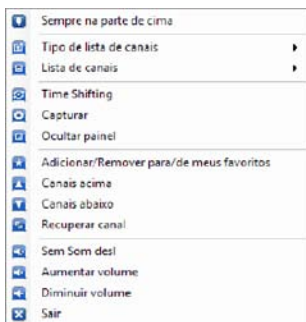 Sempre na parte de cima
Tipo de lista de canais
Lista de canais
Time Shifting
Capturar
Ocultar painel
Adicionar/Remover para/de meus favoritos
Canais acima
Canais abaixo
Recuperar canal
Sem Som desl
Aumentar volume
Diminuir volume
Sair